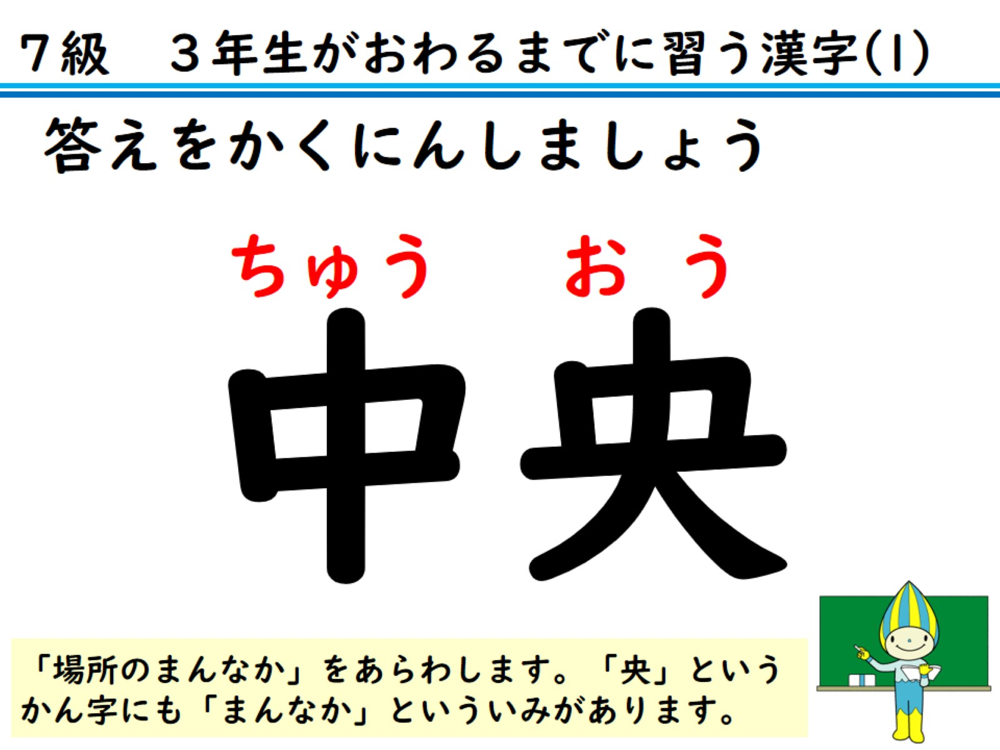 ７級　３年生がおわるまでに習う漢字(1)
答えをかくにんしましょう
ちゅう　おう
中央
「場所のまんなか」をあらわします。「央」という
かん字にも「まんなか」といういみがあります。